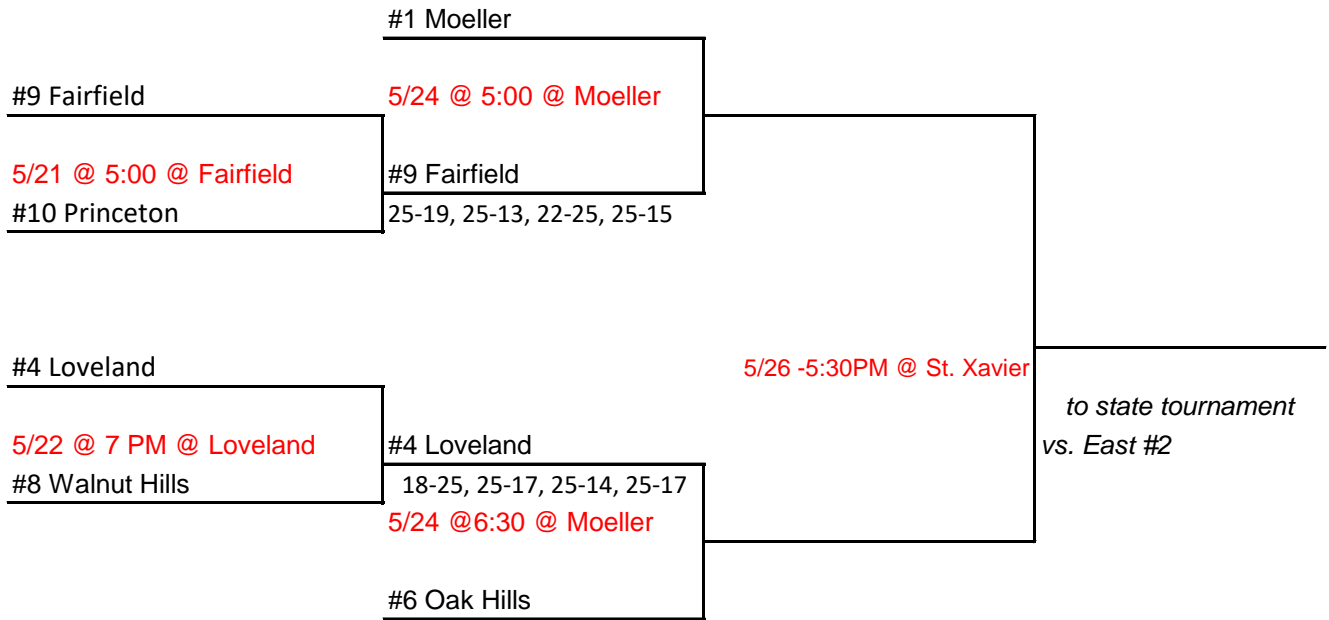 #1 Moeller
#9 Fairfield
5/24 @ 5:00 @ Moeller
5/21 @ 5:00 @ Fairfield
#9 Fairfield
#10 Princeton
25-19, 25-13, 22-25, 25-15
#4 Loveland
5/26 -5:30PM @ St. Xavier
to state tournament
vs. East #2
5/22 @ 7 PM @ Loveland
#4 Loveland
#8 Walnut Hills
18-25, 25-17, 25-14, 25-17
5/24 @6:30 @ Moeller
#6 Oak Hills